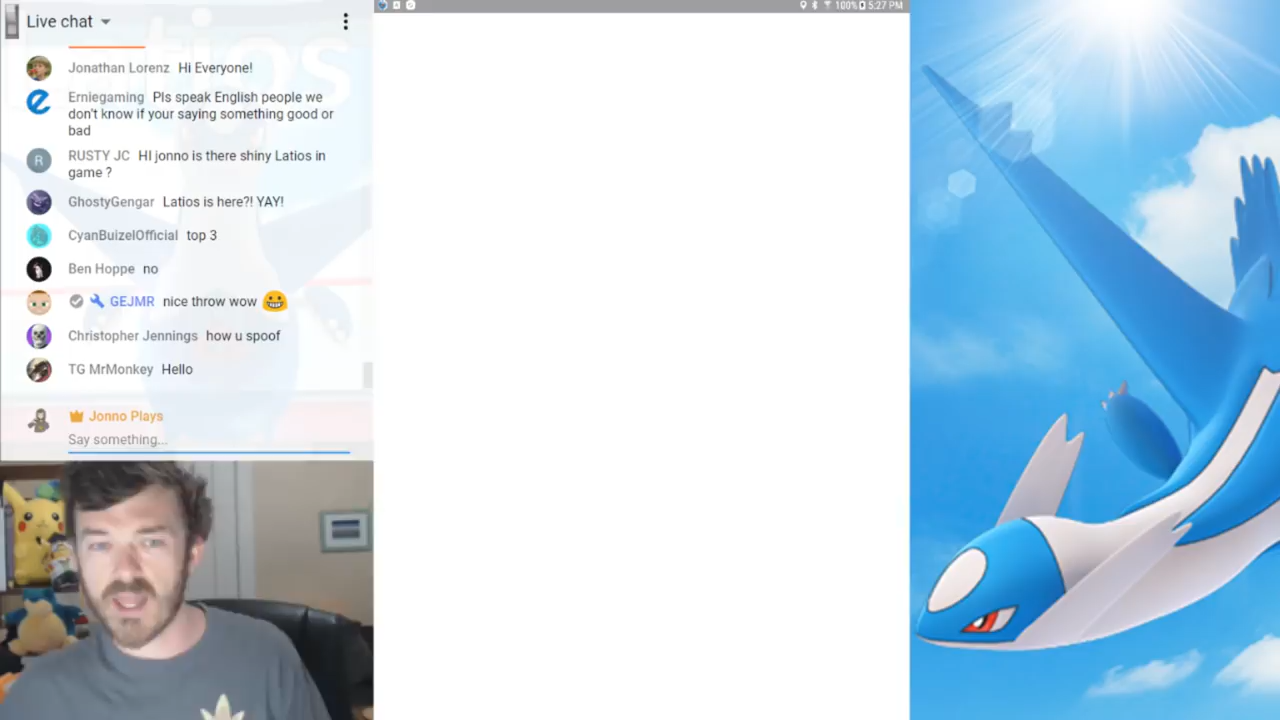 Live chat
100% 5:27 PM
Jonathan Lorenz Hi Everyone!
Erniegaming Pls speak English people we
don't know if your saying something good or
bad
RUSTY JC HI jonno is there shiny Latios in
game ?
GhostyGengar Latios is here?! YAY!
CyanBuizelOfficial top 3
Ben Hoppe no
GEJMR nice throw wow
Christopher Jennings how u spoof
TG MrMonkey Hello
Jonno Plays
Say something...